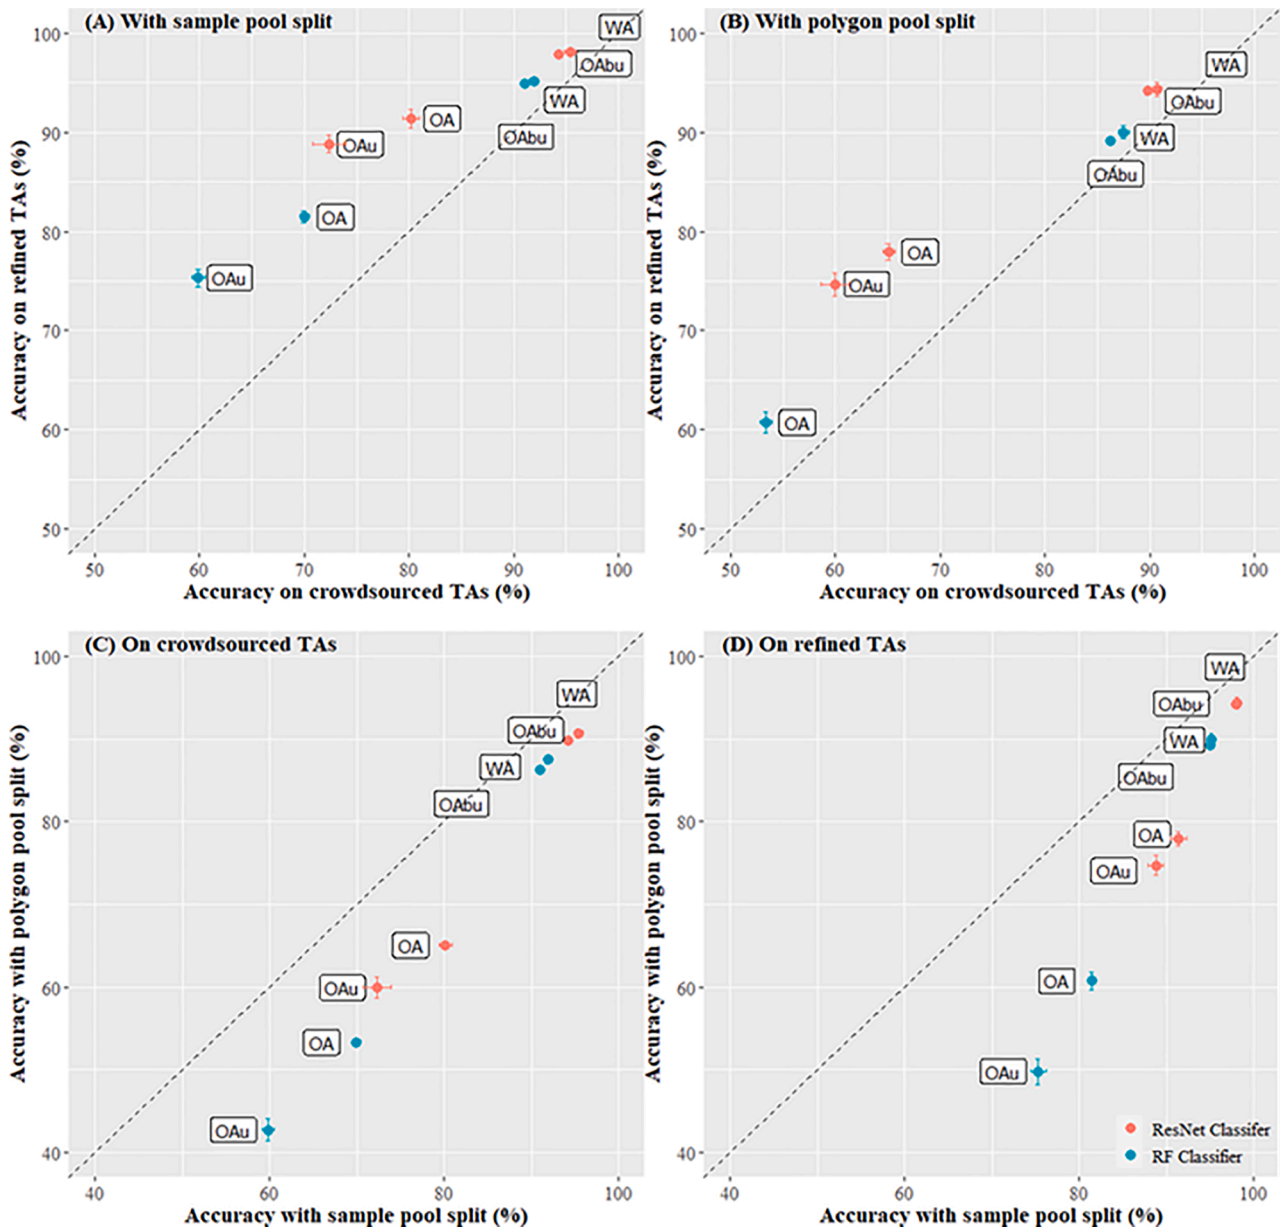 (A) With sample pool split
WA
OAbu
WA
OAbu
OA
OAu
OA
OAu
100
90
80
70
60
50
50 60 70 80 90 100
Accuracy on refined TAs (%)
Accuracy on crowdsourced TAs (%)
(B) With polygon pool split
WA
OAbu
WA
OAbu
OA
OAu
OA
100
90
80
70
60
50
50 60 70 80 90 100
Accuracy on refined TAs (%)
Accuracy on crowdsourced TAs (%)
(C) On crowdsourced TAs
WA
OAbu
WA
OAbu
OA
OAu
OA
OAu
100
80
60
40
40 60 80 100
Accuracy with polygon pool split (%)
Accuracy with sample pool split (%)
(D) On refined TAs
WA
OAbu
WA
OAbu
OA
OAu
OA
OAu
ResNet Classifer
RF Classifier
100
80
60
40
40 60 80 100
Accuracy with polygon pool split (%)
Accuracy with sample pool split (%)